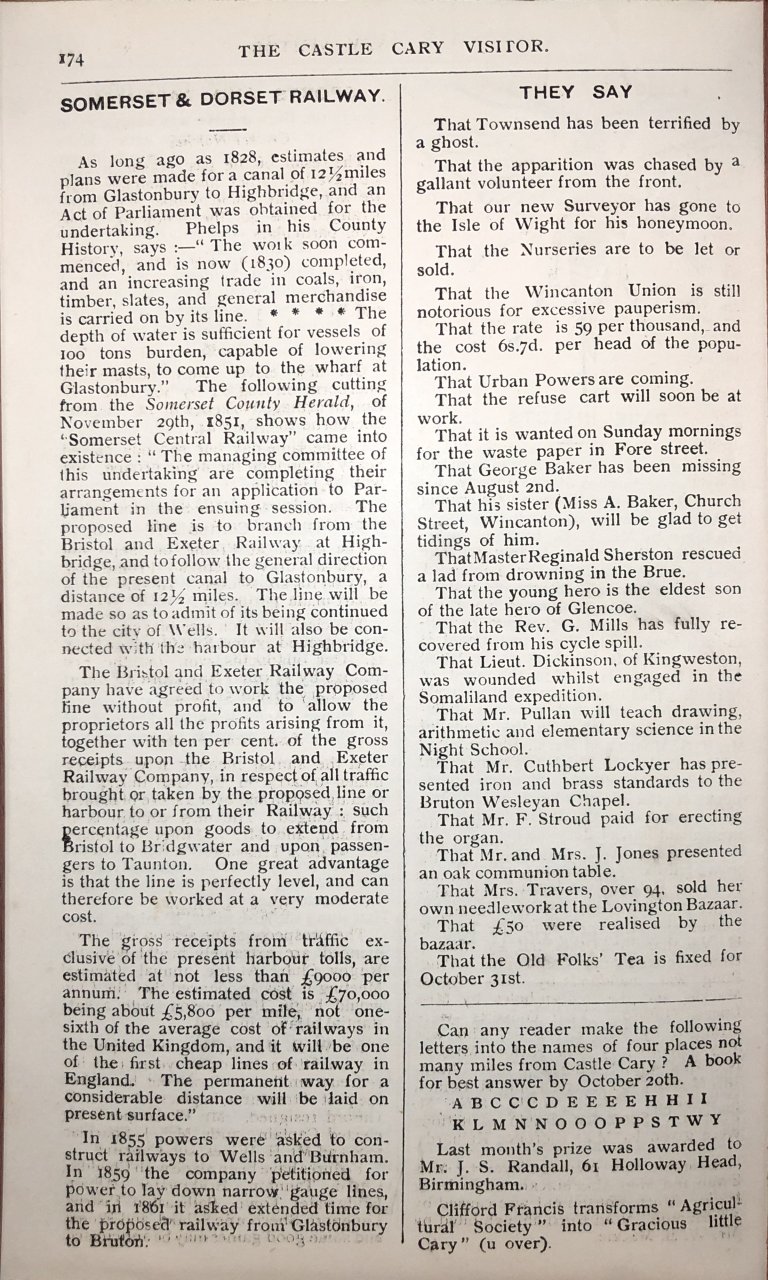 174
THE CASTLE CARY VISITOR.
SOMERSET & DORSET RAILWAY.
As long ago as 1828, estimates and
plans were made for a canal of 12½ miles
from Glastonbury to Highbridge, and an
Act of Parliament was obtained for the
undertaking. Phelps in his County
History, says :—“ The work soon com-
menced, and is now (1830) completed,
and an increasing trade in coals, iron,
timber, slates, and general merchandise
is carried on by its line. * * * * The
depth of water is sufficient for vessels of
100 tons burden, capable of lowering
their masts, to come up to the wharf at
Glastonbury.” The following cutting
from the Somerset County Herald, of
November 29th, 1851, shows how the
“Somerset Central Railway” came into
existence : “ The managing committee of
this undertaking are completing their
arrangements for an application to Par-
liament in the ensuing session. The
proposed line is to branch from the
Bristol and Exeter Railway at High-
bridge, and to follow the general direction
of the present canal to Glastonbury, a
distance of 12½ miles. The line will be
made so as to admit of its being continued
to the city of Wells. It will also be con-
nected with the harbour at Highbridge.
The Bristol and Exeter Railway Com-
pany have agreed to work the proposed
line without profit, and to allow the
proprietors all the profits arising from it,
together with ten per cent. of the gross
receipts upon the Bristol and Exeter
Railway Company, in respect of all traffic
brought or taken by the proposed line or
harbour to or from their Railway : such
percentage upon goods to extend from
Bristol to Bridgwater and upon passen-
gers to Taunton. One great advantage
is that the line is perfectly level, and can
therefore be worked at a very moderate
cost.
The gross receipts from traffic ex-
clusive of the present harbour tolls, are
estimated at not less than £9000 per
annum. The estimated cost is £70,000
being about £5,800 per mile, not one-
sixth of the average cost of railways in
the United Kingdom, and it will be one
of the first cheap lines of railway in
England. The permanent way for a
considerable distance will be laid on
present surface.”
In 1855 powers were asked to con-
struct railways to Wells and Burnham.
In 1859 the company petitioned for
power to lay down narrow gauge lines,
and in 1861 it asked extended time for
the proposed railway from Glastonbury
to Bruton.
THEY SAY
That Townsend has been terrified by
a ghost.
That the apparition was chased by a
gallant volunteer from the front.
That our new Surveyor has gone to
the Isle of Wight for his honeymoon.
That the Nurseries are to be let or
sold.
That the Wincanton Union is still
notorious for excessive pauperism.
That the rate is 59 per thousand, and
the cost 6s.7d. per head of the popu-
lation.
That Urban Powers are coming.
That the refuse cart will soon be at
work.
That it is wanted on Sunday mornings
for the waste paper in Fore street.
That George Baker has been missing
since August 2nd.
That his sister (Miss A. Baker, Church
Street, Wincanton), will be glad to get
tidings of him.
That Master Reginald Sherston rescued
a lad from drowning in the Brue.
That the young hero is the eldest son
of the late hero of Glencoe.
That the Rev. G. Mills has fully re-
covered from his cycle spill.
That Lieut. Dickinson, of Kingweston,
was wounded whilst engaged in the
Somaliland expedition.
That Mr. Pullan will teach drawing,
arithmetic and elementary science in the
Night School.
That Mr. Cuthbert Lockyer has pre-
sented iron and brass standards to the
Bruton Wesleyan Chapel.
That Mr. F. Stroud paid for erecting
the organ.
That Mr. and Mrs. J. Jones presented
an oak communion table.
That Mrs. Travers, over 94, sold her
own needlework at the Lovington Bazaar.
That £50 were realised by the
bazaar.
That the Old Folks’ Tea is fixed for
October 31st.
Can any reader make the following
letters into the names of four places not
many miles from Castle Cary ? A book
for best answer by October 20th.
A B C C C D E E E E H H I I
K L M N N O O O P P S T W Y
Last month’s prize was awarded to
Mr. J. S. Randall, 61 Holloway Head,
Birmingham.
Clifford Francis transforms “ Agricul-
tural Society ” into “ Gracious little
Cary ” (u over).